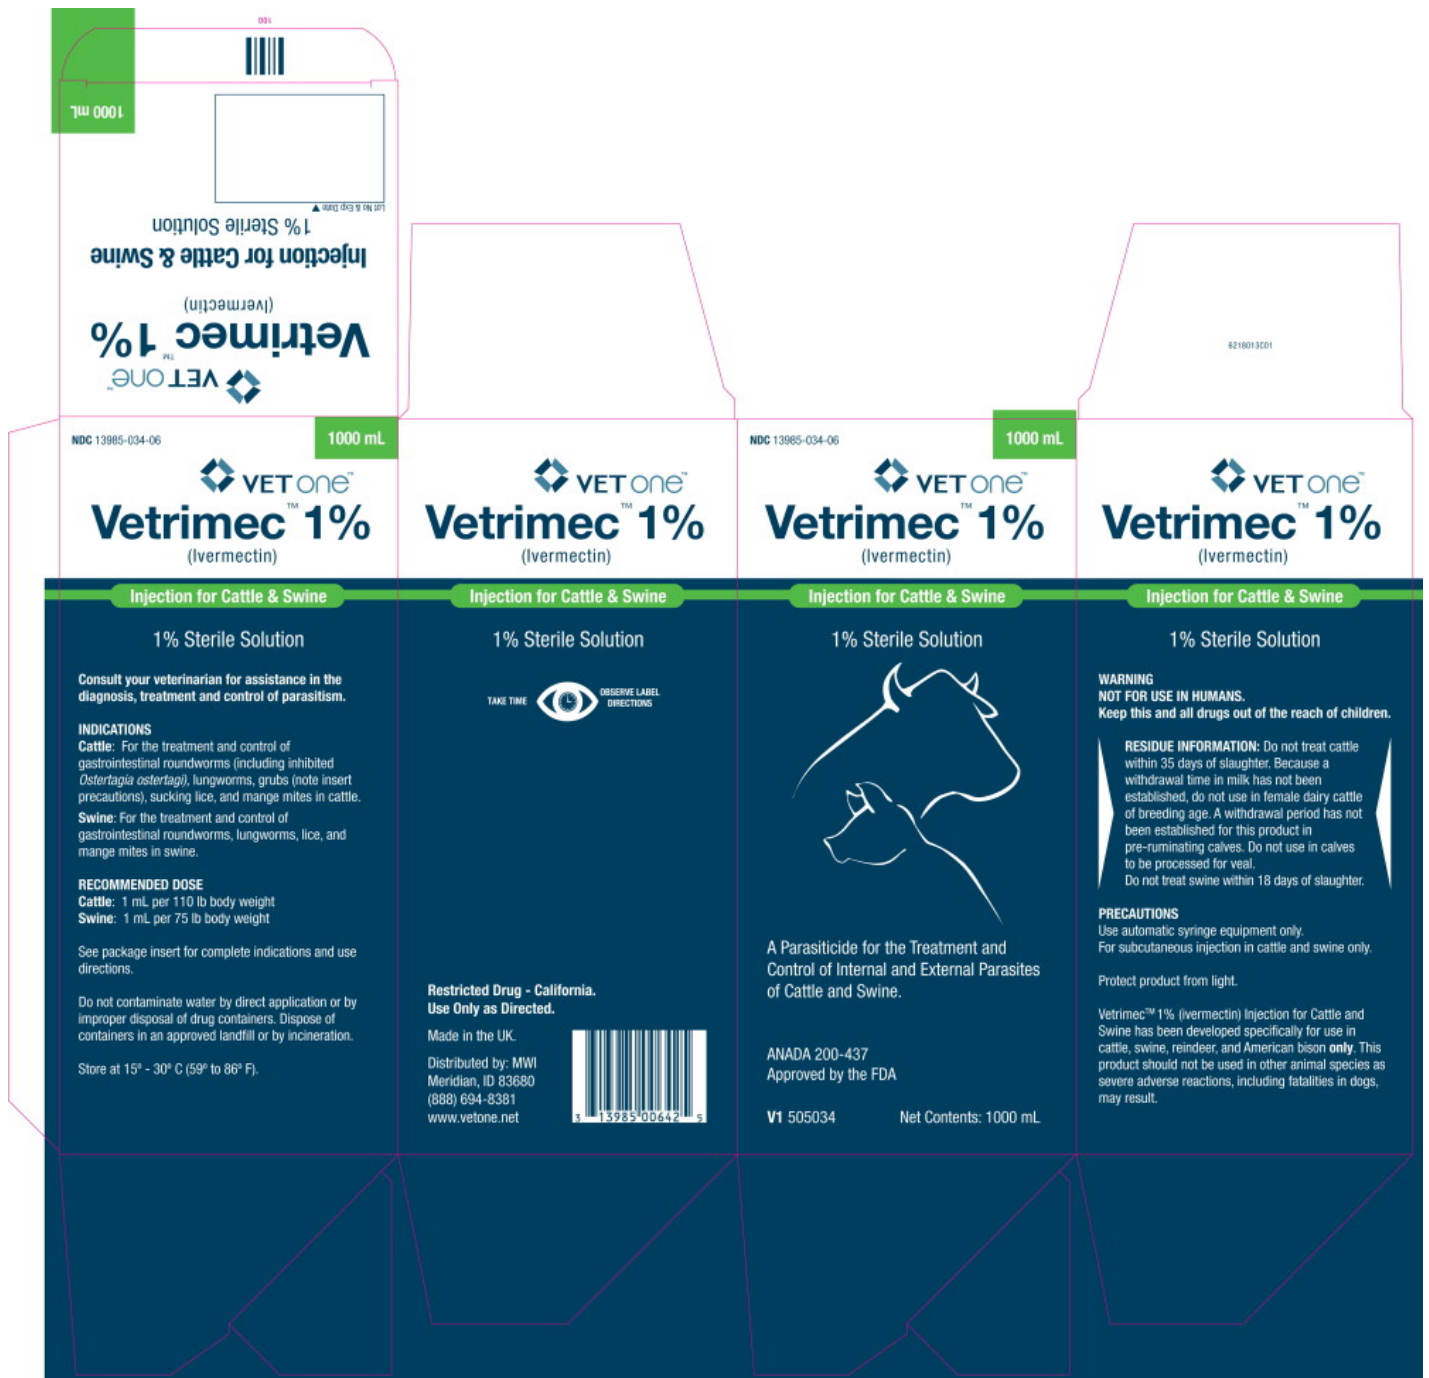 100
1000 mL
Lot No & Exp Date ▲
1% Sterile Solution
Injection for Cattle & Swine
(Ivermectin)
Vetrimec™ 1%
VET one™
6218013C01
NDC 13985-034-06
1000 mL
VET one™
Vetrimec™ 1%
(Ivermectin)
Injection for Cattle & Swine
1% Sterile Solution
Consult your veterinarian for assistance in the
diagnosis, treatment and control of parasitism.
INDICATIONS
Cattle: For the treatment and control of
gastrointestinal roundworms (including inhibited
Ostertagia ostertagi), lungworms, grubs (note insert
precautions), sucking lice, and mange mites in cattle.
Swine: For the treatment and control of
gastrointestinal roundworms, lungworms, lice, and
mange mites in swine.
RECOMMENDED DOSE
Cattle: 1 mL per 110 lb body weight
Swine: 1 mL per 75 lb body weight
See package insert for complete indications and use
directions.
Do not contaminate water by direct application or by
improper disposal of drug containers. Dispose of
containers in an approved landfill or by incineration.
Store at 15º - 30º C (59º to 86º F).
VET one™
Vetrimec™ 1%
(Ivermectin)
Injection for Cattle & Swine
1% Sterile Solution
TAKE TIME
OBSERVE LABEL
DIRECTIONS
Restricted Drug - California.
Use Only as Directed.
Made in the UK.
Distributed by: MWI
Meridian, ID 83680
(888) 694-8381
www.vetone.net
3 13985 00642 5
NDC 13985-034-06
1000 mL
VET one™
Vetrimec™ 1%
(Ivermectin)
Injection for Cattle & Swine
1% Sterile Solution
A Parasiticide for the Treatment and
Control of Internal and External Parasites
of Cattle and Swine.
ANADA 200-437
Approved by the FDA
V1 505034 Net Contents: 1000 mL
VET one™
Vetrimec™ 1%
(Ivermectin)
Injection for Cattle & Swine
1% Sterile Solution
WARNING
NOT FOR USE IN HUMANS.
Keep this and all drugs out of the reach of children.
RESIDUE INFORMATION: Do not treat cattle
within 35 days of slaughter. Because a
withdrawal time in milk has not been
established, do not use in female dairy cattle
of breeding age. A withdrawal period has not
been established for this product in
pre-ruminating calves. Do not use in calves
to be processed for veal.
Do not treat swine within 18 days of slaughter.
PRECAUTIONS
Use automatic syringe equipment only.
For subcutaneous injection in cattle and swine only.
Protect product from light.
Vetrimec™ 1% (ivermectin) Injection for Cattle and
Swine has been developed specifically for use in
cattle, swine, reindeer, and American bison only. This
product should not be used in other animal species as
severe adverse reactions, including fatalities in dogs,
may result.